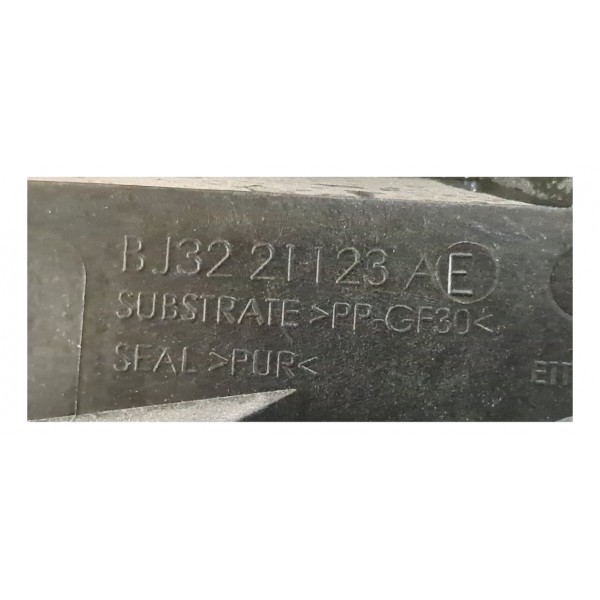 BJ32 21123 AE
SUBSTRATE >PP-GF30<
SEAL >PUR<